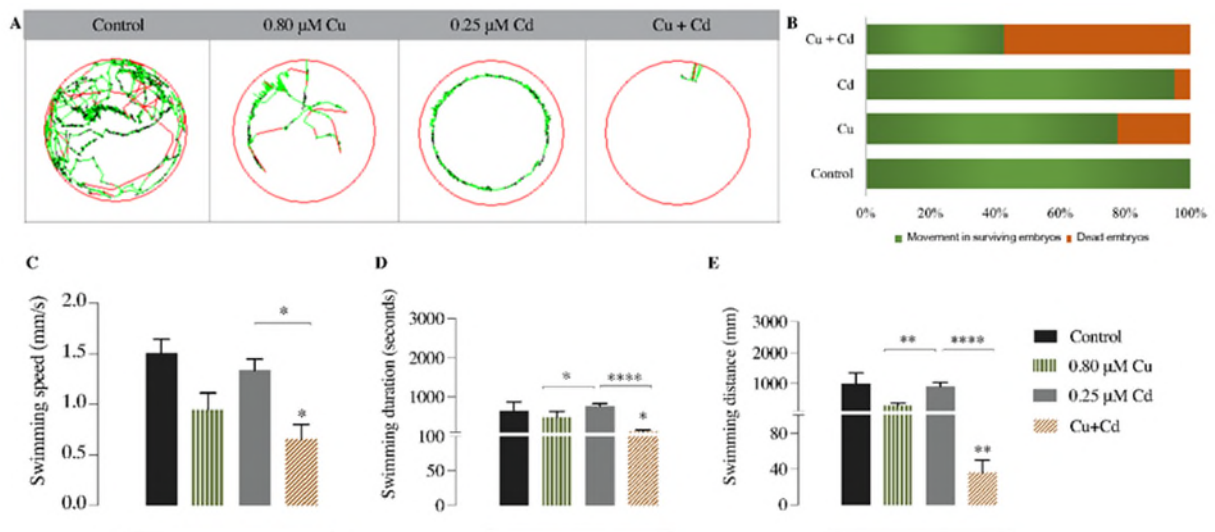 A
Control 0.80 µM Cu 0.25 µM Cd Cu + Cd
B
Cu + Cd
Cd
Cu
Control
0% 20% 40% 60% 80% 100%
Movement in surviving embryos Dead embryos
C
Swimming speed (mm/s)
2.0
1.5
1.0
0.5
0.0
*
*
D
Swimming duration (seconds)
3000
2000
1000
100
50
0
* ****
*
E
Swimming distance (mm)
3000
2000
1000
80
40
0
** ****
**
Control
0.80 µM Cu
0.25 µM Cd
Cu+Cd